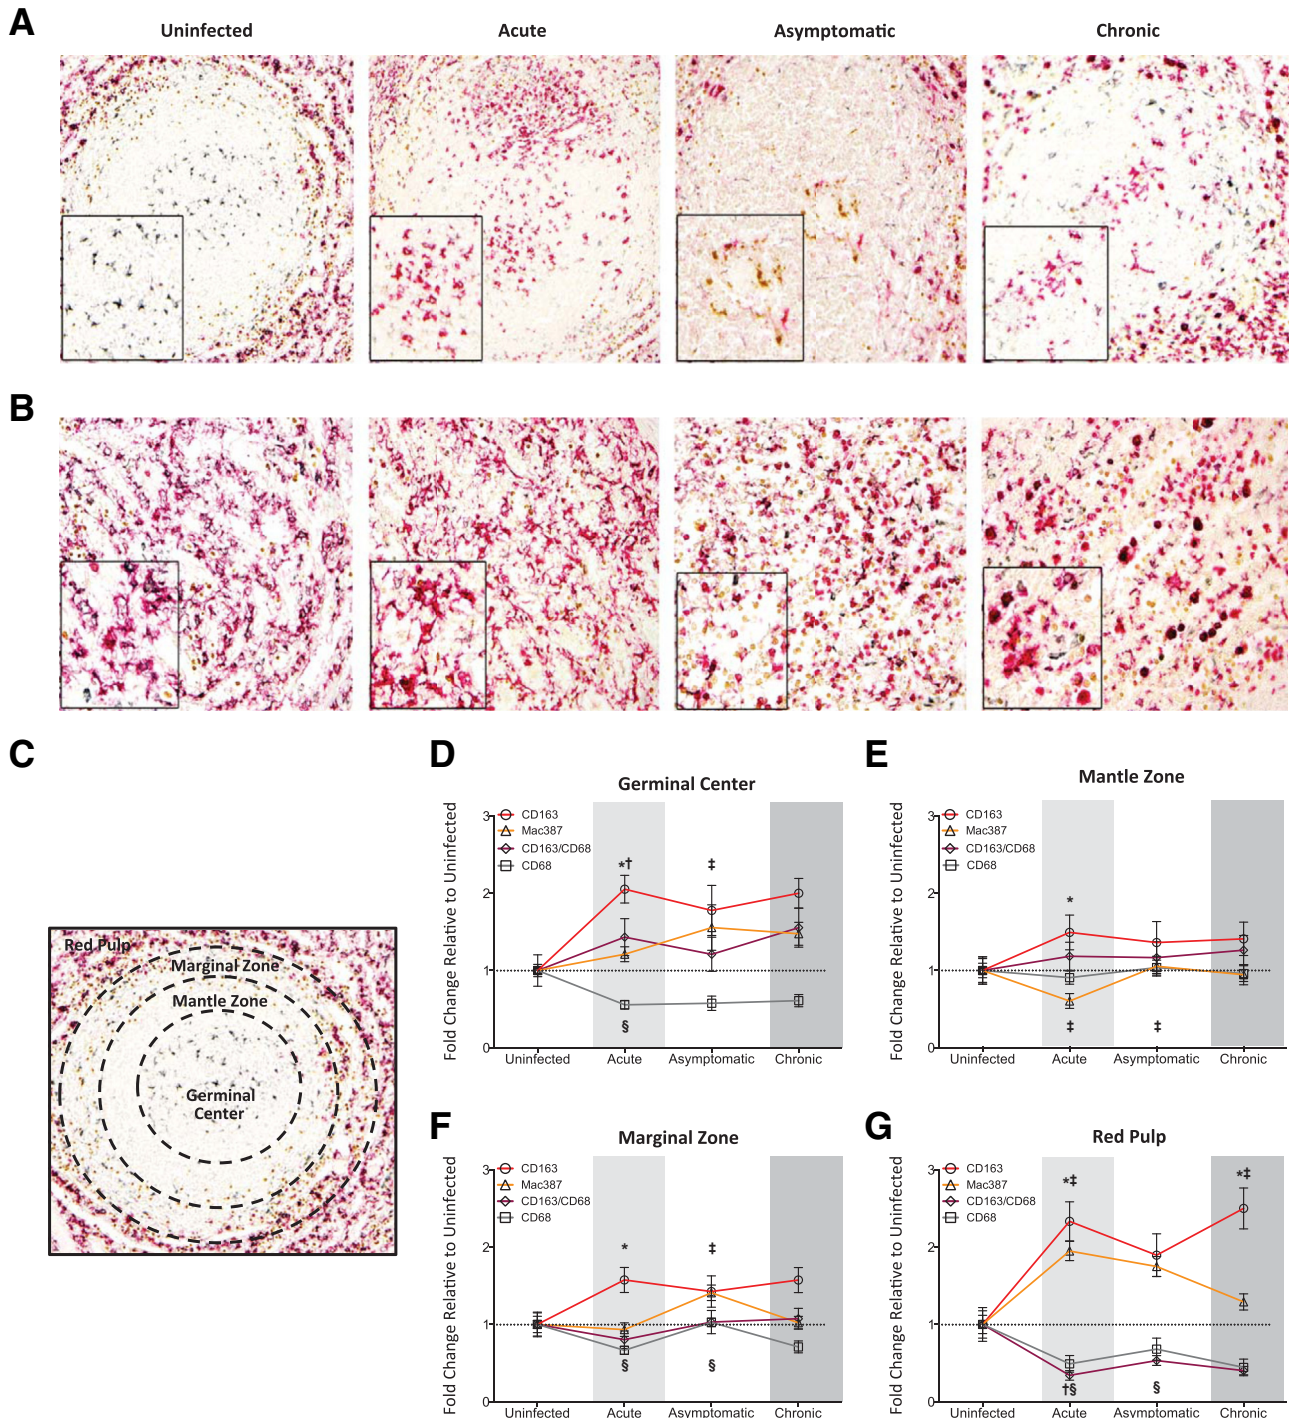 A
Uninfected
Acute
Asymptomatic
Chronic
B
C
Red Pulp
Marginal Zone
Mantle Zone
Germinal
Center
D
Germinal Center
Fold Change Relative to Uninfected
3
2
1
0
CD163
Mac387
CD163/CD68
CD68
*†
‡
§
Uninfected
Acute
Asymptomatic
Chronic
E
Mantle Zone
Fold Change Relative to Uninfected
3
2
1
0
CD163
Mac387
CD163/CD68
CD68
*
‡
‡
Uninfected
Acute
Asymptomatic
Chronic
F
Marginal Zone
Fold Change Relative to Uninfected
3
2
1
0
CD163
Mac387
CD163/CD68
CD68
*
‡
§
§
Uninfected
Acute
Asymptomatic
Chronic
G
Red Pulp
Fold Change Relative to Uninfected
3
2
1
0
CD163
Mac387
CD163/CD68
CD68
*‡
*‡
†§
§
Uninfected
Acute
Asymptomatic
Chronic